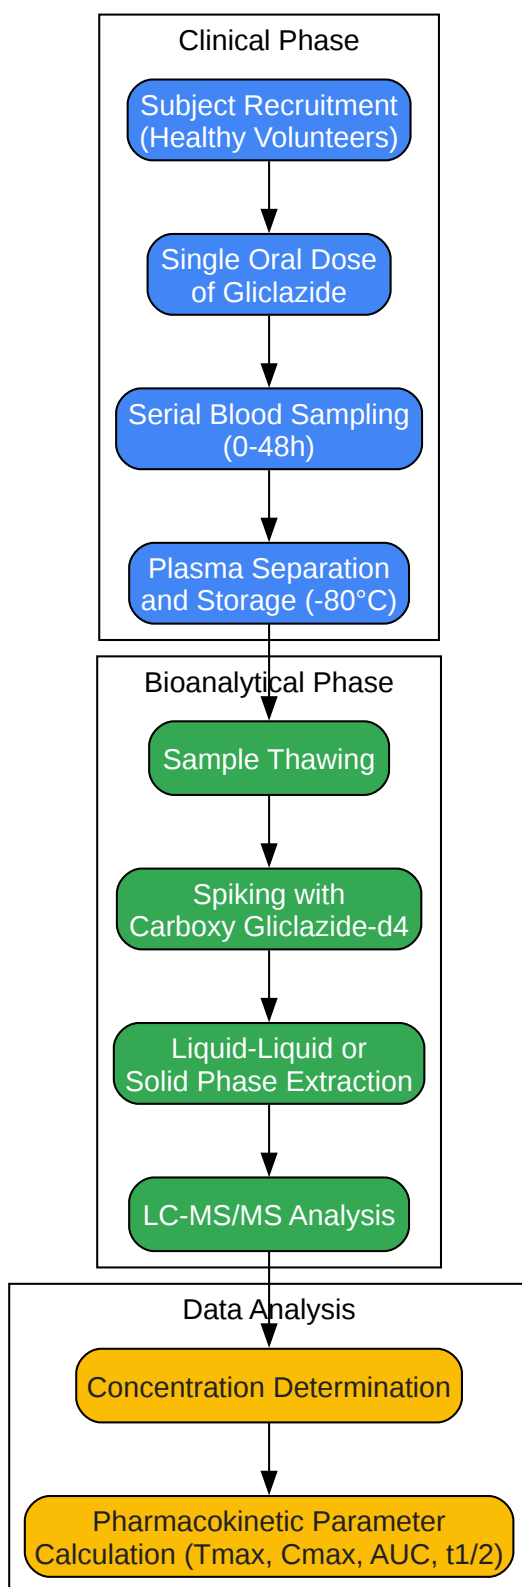 Clinical Phase
Subject Recruitment
(Healthy Volunteers)
Single Oral Dose
of Gliclazide
Serial Blood Sampling
(0-48h)
Plasma Separation
and Storage (-80°C)
Bioanalytical Phase
Sample Thawing
Spiking with
Carboxy Gliclazide-d4
Liquid-Liquid or
Solid Phase Extraction
LC-MS/MS Analysis
Data Analysis
Concentration Determination
Pharmacokinetic Parameter
Calculation (Tmax, Cmax, AUC, t1/2)